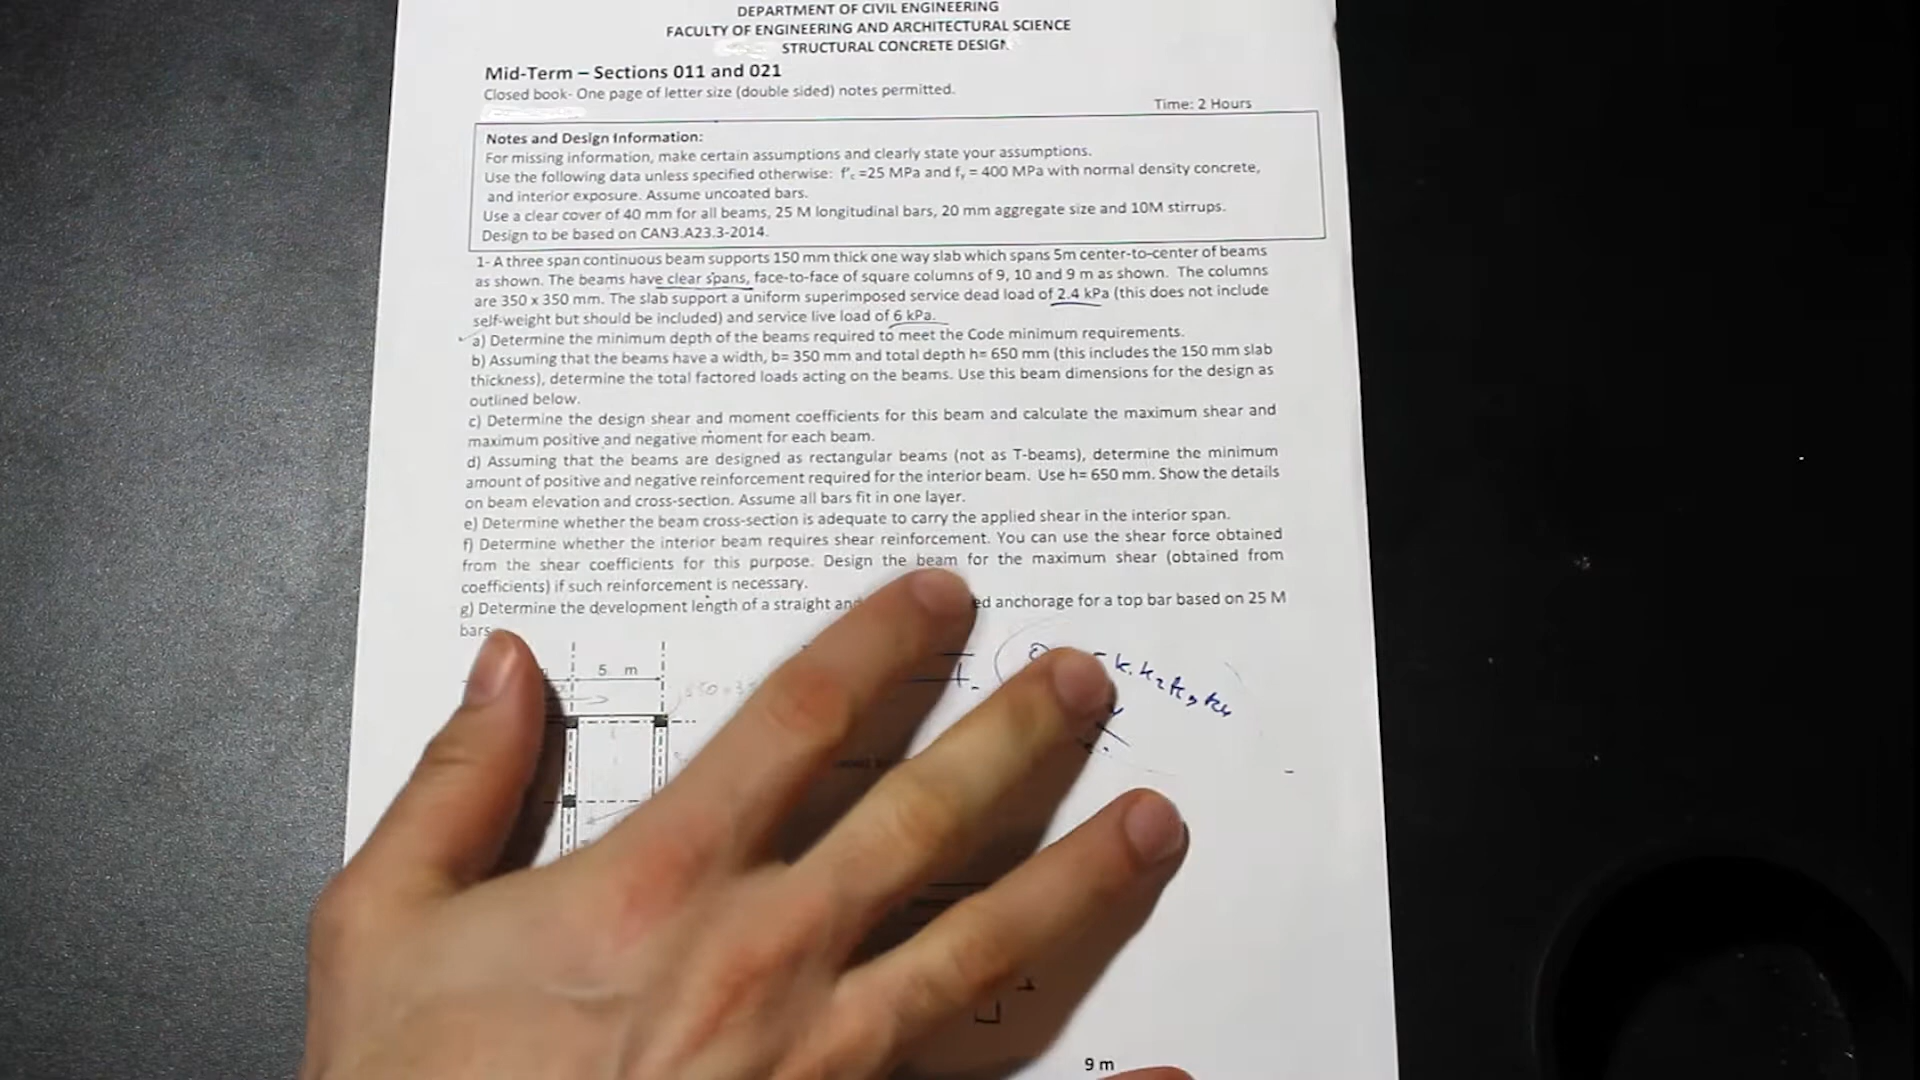 DEPARTMENT OF CIVIL ENGINEERING
FACULTY OF ENGINEERING AND ARCHITECTURAL SCIENCE
STRUCTURAL CONCRETE DESIGN
Mid-Term – Sections 011 and 021
Closed book- One page of letter size (double sided) notes permitted.
Time: 2 Hours
Notes and Design Information:
For missing information, make certain assumptions and clearly state your assumptions.
Use the following data unless specified otherwise: f'c =25 MPa and fy = 400 MPa with normal density concrete,
and interior exposure. Assume uncoated bars.
Use a clear cover of 40 mm for all beams, 25 M longitudinal bars, 20 mm aggregate size and 10M stirrups.
Design to be based on CAN3.A23.3-2014.
1- A three span continuous beam supports 150 mm thick one way slab which spans 5m center-to-center of beams
as shown. The beams have clear spans, face-to-face of square columns of 9, 10 and 9 m as shown. The columns
are 350 x 350 mm. The slab support a uniform superimposed service dead load of 2.4 kPa (this does not include
self-weight but should be included) and service live load of 6 kPa.
a) Determine the minimum depth of the beams required to meet the Code minimum requirements.
b) Assuming that the beams have a width, b= 350 mm and total depth h= 650 mm (this includes the 150 mm slab
thickness), determine the total factored loads acting on the beams. Use this beam dimensions for the design as
outlined below.
c) Determine the design shear and moment coefficients for this beam and calculate the maximum shear and
maximum positive and negative moment for each beam.
d) Assuming that the beams are designed as rectangular beams (not as T-beams), determine the minimum
amount of positive and negative reinforcement required for the interior beam. Use h= 650 mm. Show the details
on beam elevation and cross-section. Assume all bars fit in one layer.
e) Determine whether the beam cross-section is adequate to carry the applied shear in the interior span.
f) Determine whether the interior beam requires shear reinforcement. You can use the shear force obtained
from the shear coefficients for this purpose. Design the beam for the maximum shear (obtained from
coefficients) if such reinforcement is necessary.
g) Determine the development length of a straight and ed anchorage for a top bar based on 25 M
bars
5 m
k1 k2 k3 k4
9 m